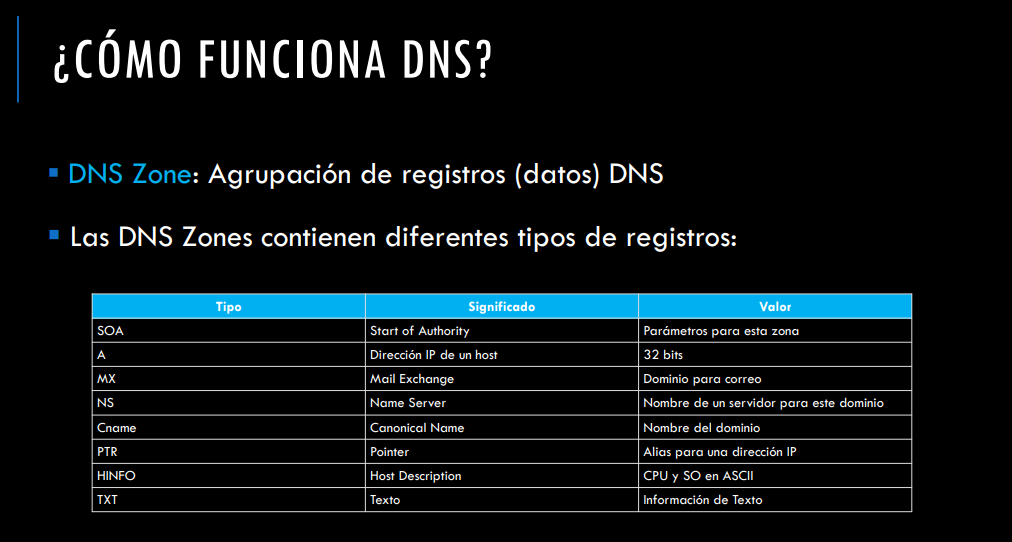 ¿CÓMO FUNCIONA DNS?
DNS Zone: Agrupación de registros (datos) DNS
Las DNS Zones contienen diferentes tipos de registros:
Tipo Significado Valor
SOA Start of Authority Parámetros para esta zona
A Dirección IP de un host 32 bits
MX Mail Exchange Dominio para correo
NS Name Server Nombre de un servidor para este dominio
Cname Canonical Name Nombre del dominio
PTR Pointer Alias para una dirección IP
HINFO Host Description CPU y SO en ASCII
TXT Texto Información de Texto